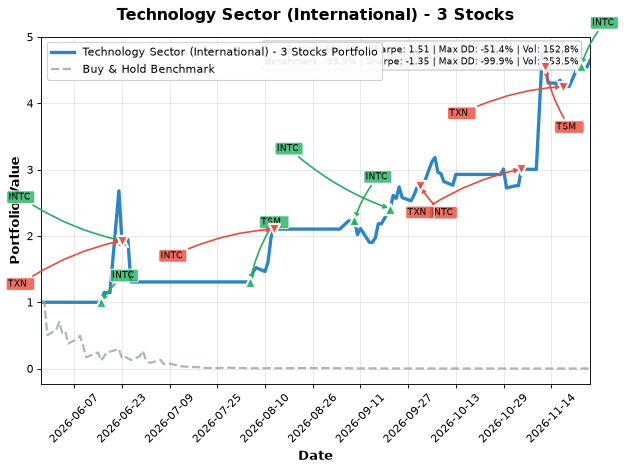 Technology Sector (International) - 3 Stocks
INTC
Technology Sector (International) - 3 Stocks Portfolio
Buy & Hold Benchmark
Sharpe: 1.51 | Max DD: -51.4% | Vol: 152.8%
Benchmark: -99.9% | Sharpe: -1.35 | Max DD: -99.9% | Vol: 253.5%
TXN
TSM
INTC
INTC
INTC
TSM
TXN
INTC
INTC
TXN
INTC
Portfolio Value
5
4
3
2
1
0
2026-06-07
2026-06-23
2026-07-09
2026-07-25
2026-08-10
2026-08-26
2026-09-11
2026-09-27
2026-10-13
2026-10-29
2026-11-14
Date